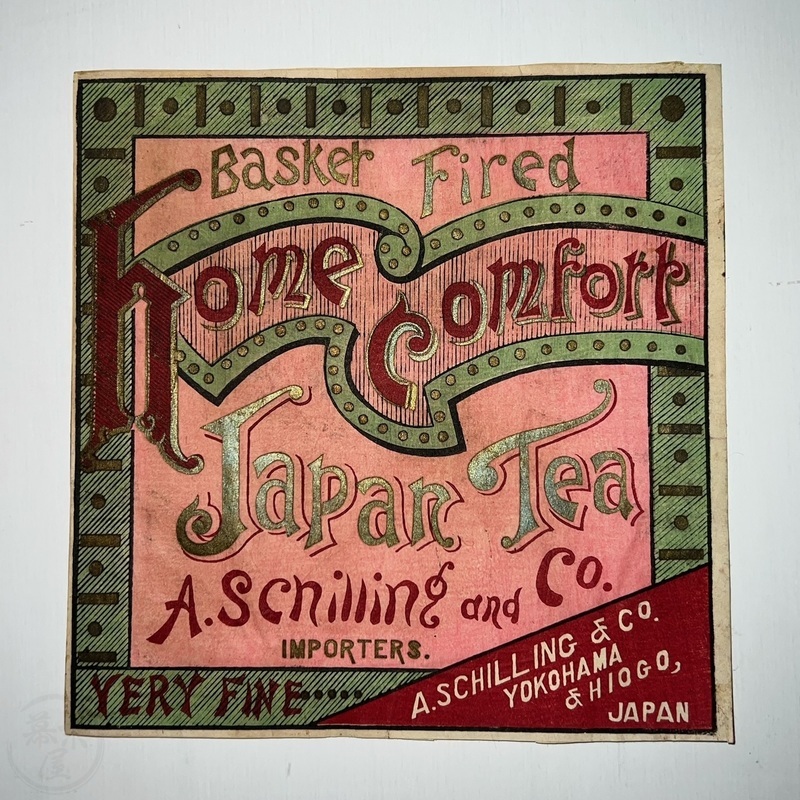 Basket Fired
Home Comfort
Japan Tea
A. Schilling and Co.
IMPORTERS.
VERY FINE
A. SCHILLING & CO.
YOKOHAMA
& HIOGO,
JAPAN